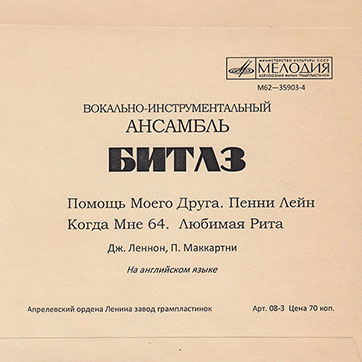 МИНИСТЕРСТВО КУЛЬТУРЫ СССР
МЕЛОДИЯ
ВСЕСОЮЗНАЯ ФИРМА ГРАМПЛАСТИНОК
М62—35903-4
ВОКАЛЬНО-ИНСТРУМЕНТАЛЬНЫЙ
АНСАМБЛЬ
БИТЛЗ
Помощь Моего Друга. Пенни Лейн
Когда Мне 64. Любимая Рита
Дж. Леннон, П. Маккартни
На английском языке
Апрелевский ордена Ленина завод грампластинок Арт. 08-3 Цена 70 коп.